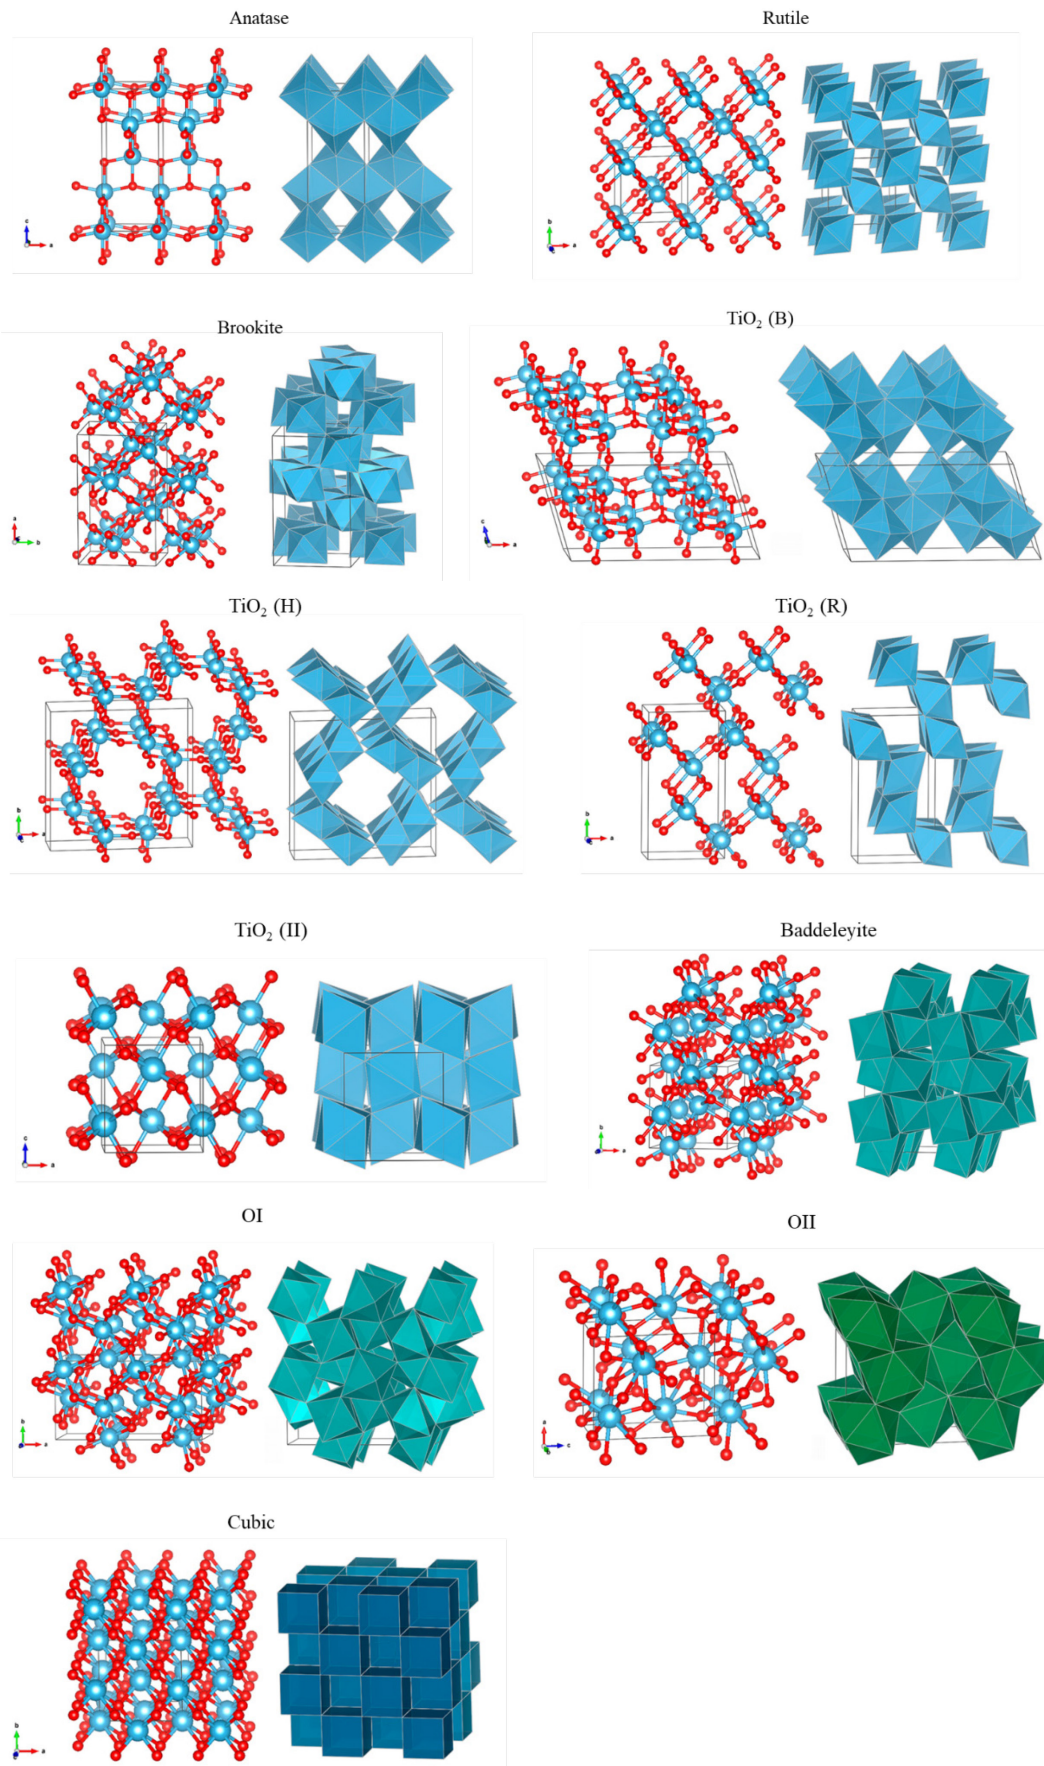 Anatase
Rutile
c
a
b
a
c
Brookite
TiO₂ (B)
a
b
c
a
TiO₂ (H)
TiO₂ (R)
b
a
c
b
a
TiO₂ (II)
Baddeleyite
c
a
b
a
OI
OII
b
a
a
c
Cubic
b
a